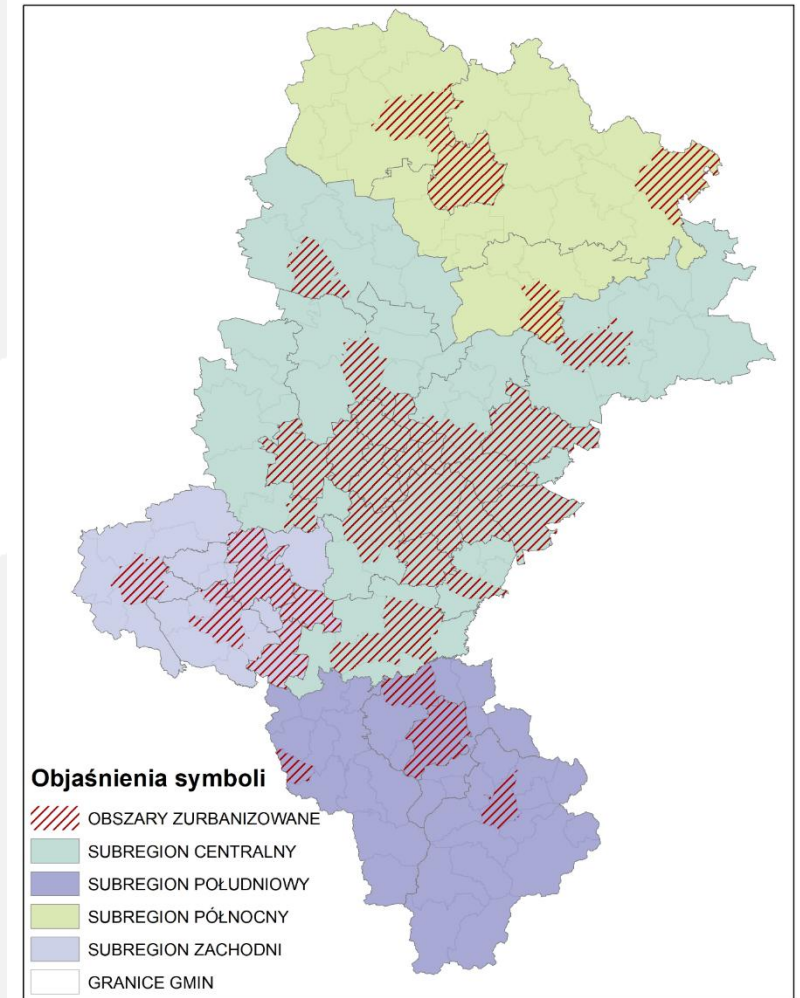 Objaśnienia symboli
OBSZARY ZURBANIZOWANE
SUBREGION CENTRALNY
SUBREGION POŁUDNIOWY
SUBREGION PÓŁNOCNY
SUBREGION ZACHODNI
GRANICE GMIN